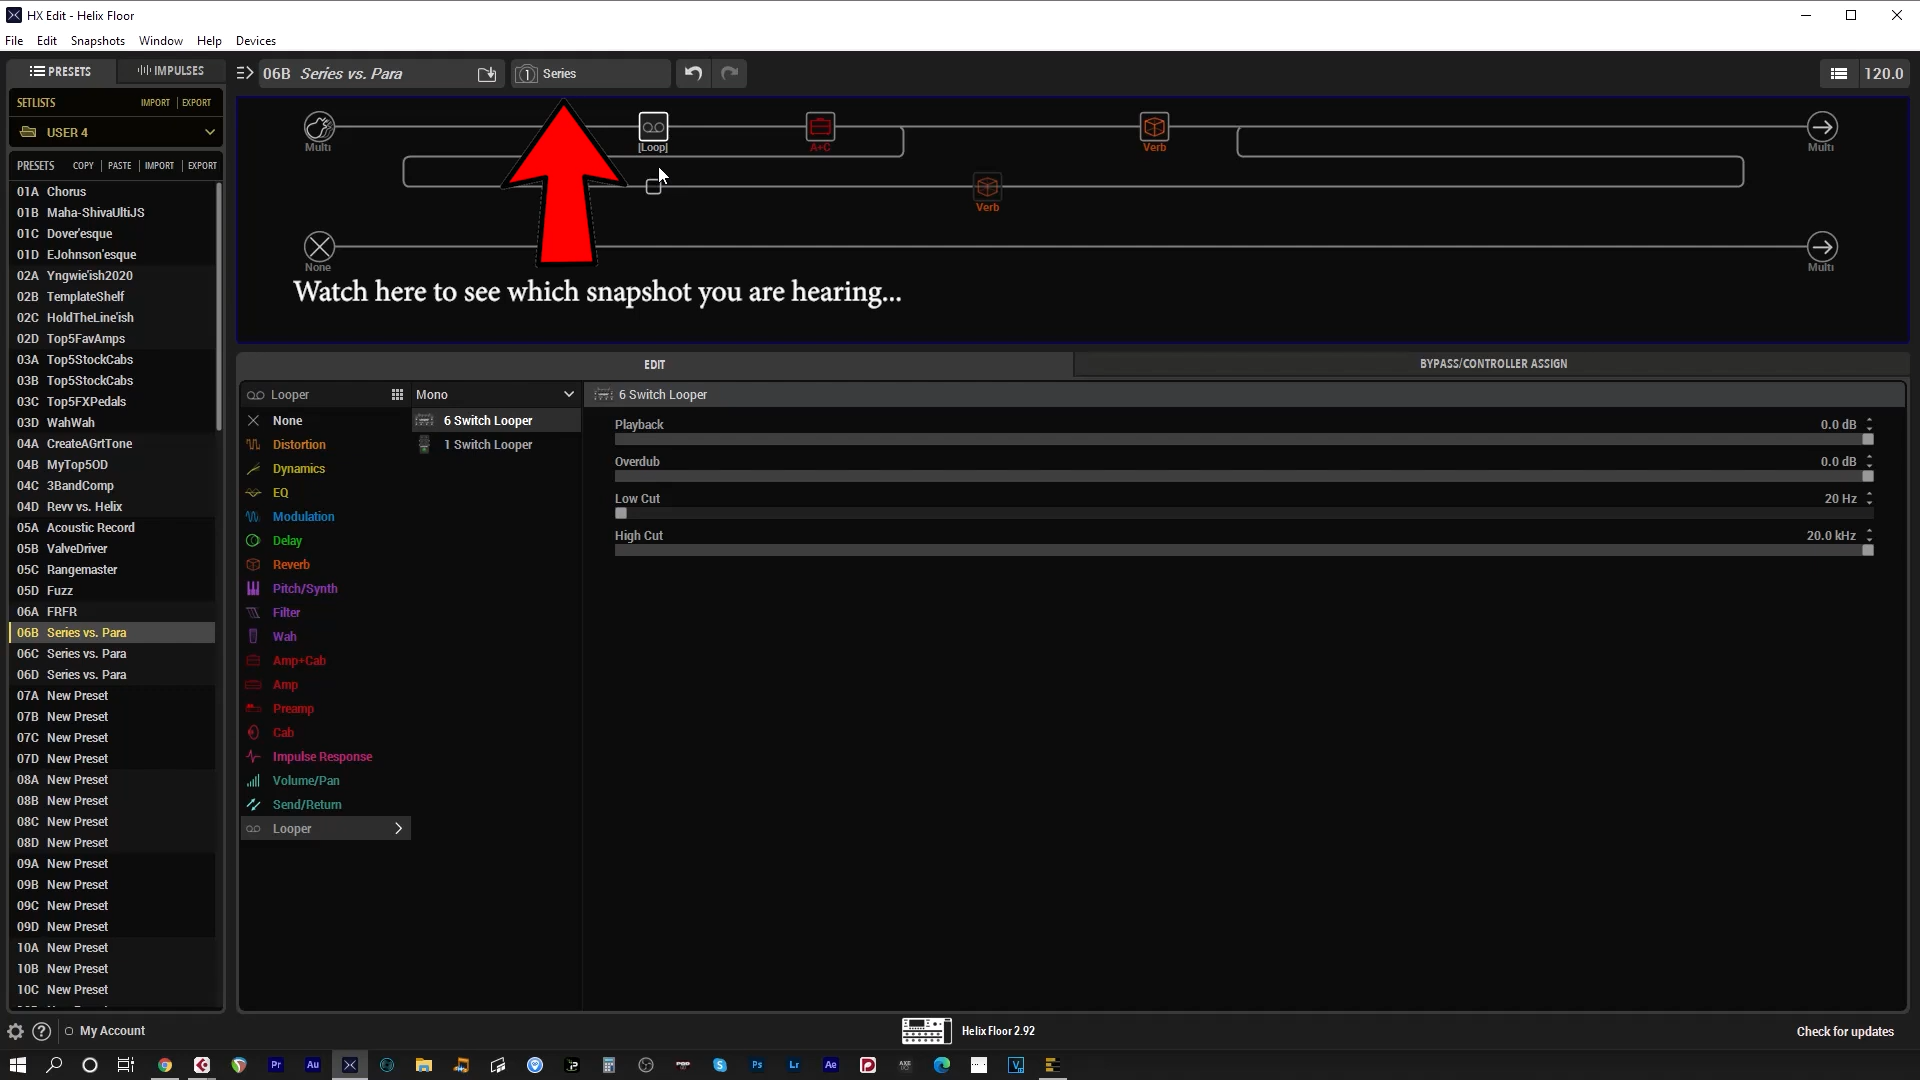 HX Edit - Helix Floor
File Edit Snapshots Window Help Devices
PRESETS IMPULSES
06B Series vs. Para
1 Series
120.0
SETLISTS IMPORT | EXPORT
USER 4
PRESETS COPY | PASTE | IMPORT | EXPORT
01A Chorus
01B Maha-ShivaUltiJS
01C Dover'esque
01D EJohnson'esque
02A Yngwie'ish2020
02B TemplateShelf
02C HoldTheLine'ish
02D Top5FavAmps
03A Top5StockCabs
03B Top5StockCabs
03C Top5FXPedals
03D WahWah
04A CreateAGrtTone
04B MyTop5OD
04C 3BandComp
04D Revv vs. Helix
05A Acoustic Record
05B ValveDriver
05C Rangemaster
05D Fuzz
06A FRFR
06B Series vs. Para
06C Series vs. Para
06D Series vs. Para
07A New Preset
07B New Preset
07C New Preset
07D New Preset
08A New Preset
08B New Preset
08C New Preset
08D New Preset
09A New Preset
09B New Preset
09C New Preset
09D New Preset
10A New Preset
10B New Preset
10C New Preset
Multi [Loop] A+C Verb Multi
Verb
None Multi
Watch here to see which snapshot you are hearing...
EDIT
BYPASS/CONTROLLER ASSIGN
Looper
None
Distortion
Dynamics
EQ
Modulation
Delay
Reverb
Pitch/Synth
Filter
Wah
Amp+Cab
Amp
Preamp
Cab
Impulse Response
Volume/Pan
Send/Return
Looper
Mono
6 Switch Looper
1 Switch Looper
6 Switch Looper
Playback 0.0 dB
Overdub 0.0 dB
Low Cut 20 Hz
High Cut 20.0 kHz
My Account
Helix Floor 2.92
Check for updates
Pr Au Ps Lr Ae